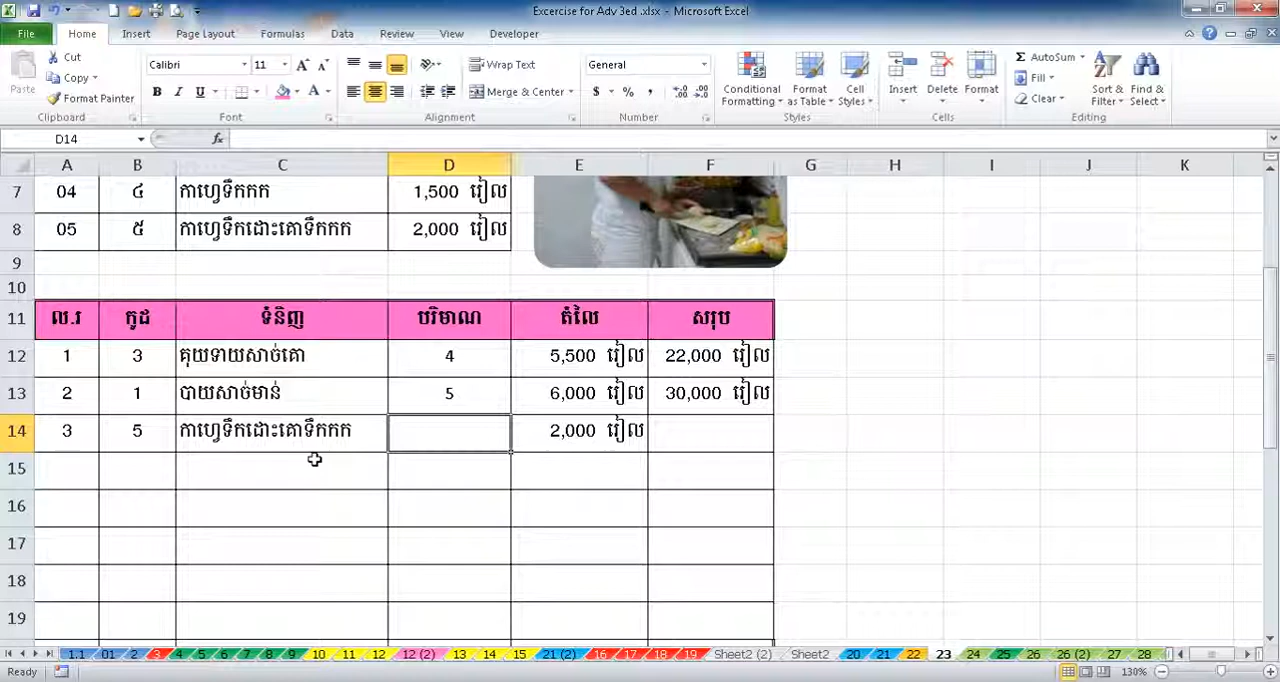 Excercise for Adv 3ed .xlsx - Microsoft Excel
File Home Insert Page Layout Formulas Data Review View Developer
Cut
Copy
Format Painter
Paste
Clipboard
Calibri 11
B I U
Font
Wrap Text
Merge & Center
Alignment
General
$ % ,
Number
Conditional Formatting
Format as Table
Cell Styles
Styles
Insert Delete Format
Cells
AutoSum
Fill
Clear
Sort & Filter
Find & Select
Editing
D14 fx
A B C D E F G H I J K
7 04 ៤ កាហ្វេទឹកកក 1,500 រៀល
8 05 ៥ កាហ្វេទឹកដោះគោទឹកកក 2,000 រៀល
9
10
11 ល.រ កូដ ទំនិញ បរិមាណ តំលៃ សរុប
12 1 3 គុយទាយសាច់គោ 4 5,500 រៀល 22,000 រៀល
13 2 1 បាយសាច់មាន់ 5 6,000 រៀល 30,000 រៀល
14 3 5 កាហ្វេទឹកដោះគោទឹកកក 2,000 រៀល
15
16
17
18
19
1.1 01 2 3 4 5 6 7 8 9 10 11 12 12 (2) 13 14 15 21 (2) 16 17 18 19 Sheet2 (2) Sheet2 20 21 22 23 24 25 26 26 (2) 27 28
Ready 130%